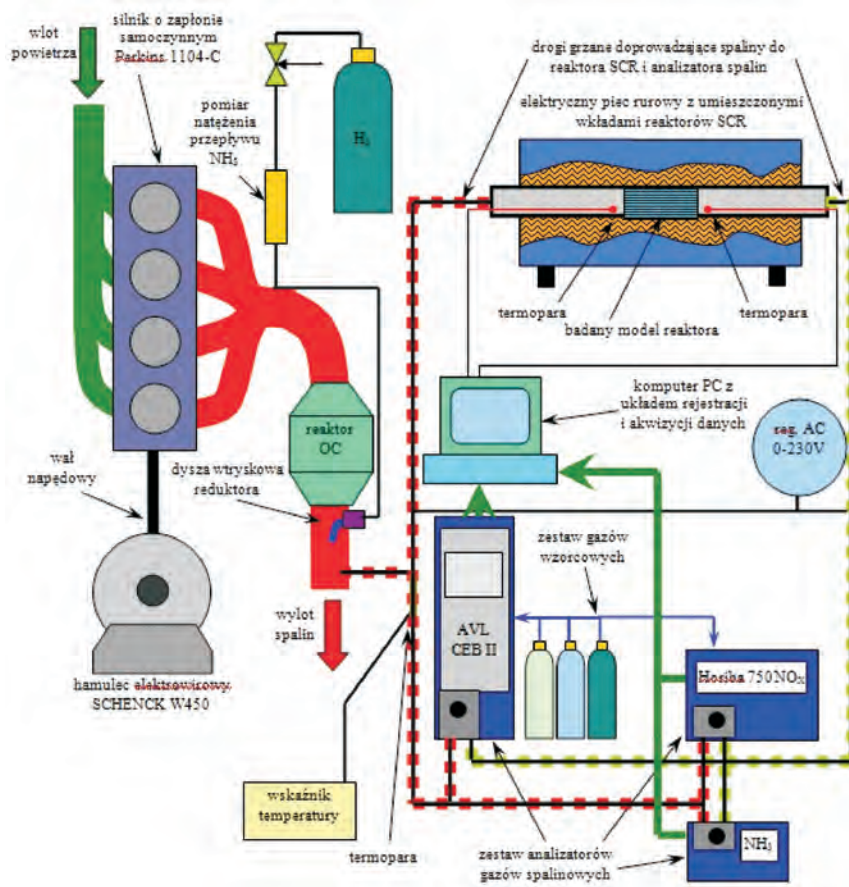 wlot
powietrza
silnik o zapłonie
samoczynnym
Parkins 1104-C
pomiar
natężenia
przepływu
NH₃
H₃
drogi grzane doprowadzające spaliny do
reaktora SCR i analizatora spalin
elektryczny piec rurowy z umieszczonymi
wkładami reaktorów SCR
termopara
badany model reaktora
termopara
komputer PC z
układem rejestracji
i akwizycji danych
reg. AC
0-230V
reaktor
OC
dysza wtryskowa
reduktora
wał
napędowy
wylot
spalin
hamulec elektrowirowy
SCHENCK W450
zestaw gazów
wzorcowych
AVL
CEB II
Horiba 750NOX
wskaźnik
temperatury
termopara
zestaw analizatorów
gazów spalinowych
NH₃